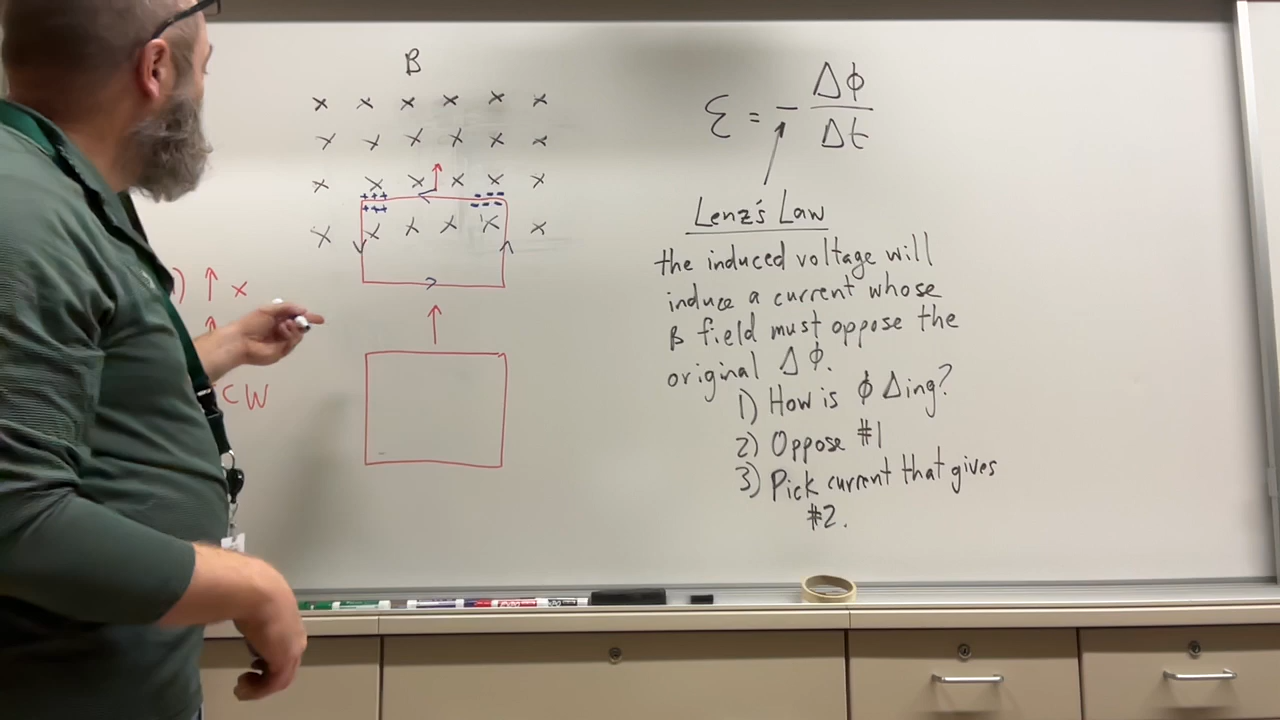 B
x x x x x x
x x x x x x
x x x x x x
+++ ---
+++ ---
x x x x x x
) ↑ x
↑
CW
Ɛ = - Δϕ / Δt
Lenz's Law
the induced voltage will
induce a current whose
B field must oppose the
original Δϕ.
1) How is ϕ Δing?
2) Oppose #1
3) Pick current that gives
#2.